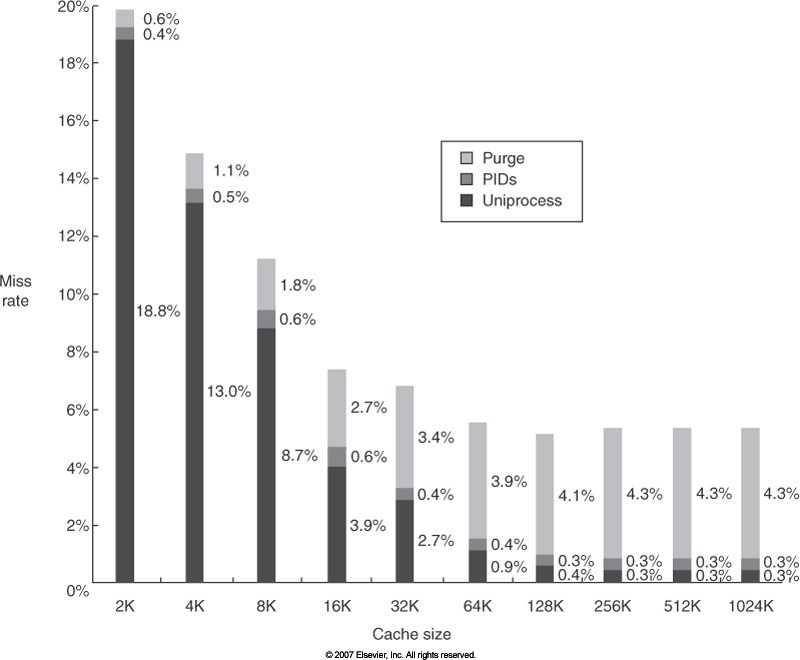 20%
0.6%
0.4%
18%
16%
1.1%
Purge
14%
PIDs
0.5%
Uniprocess
12%
Miss
rate
10%
1.8%
18.8%
0.6%
8%
13.0%
6%
2.7%
3.4%
8.7%
0.6%
3.9%
4%
0.4%
4.1%
4.3%
4.3%
4.3%
3.9%
2.7%
2%
0.4%
0.9%
0.3%
0.4%
0.3%
0.3%
0.3%
0.3%
0.3%
0.3%
0%
2K
4K
8K
16K
32K
64K
128K
256K
512K
1024K
Cache size
© 2007 Elsevier, Inc. All rights reserved.